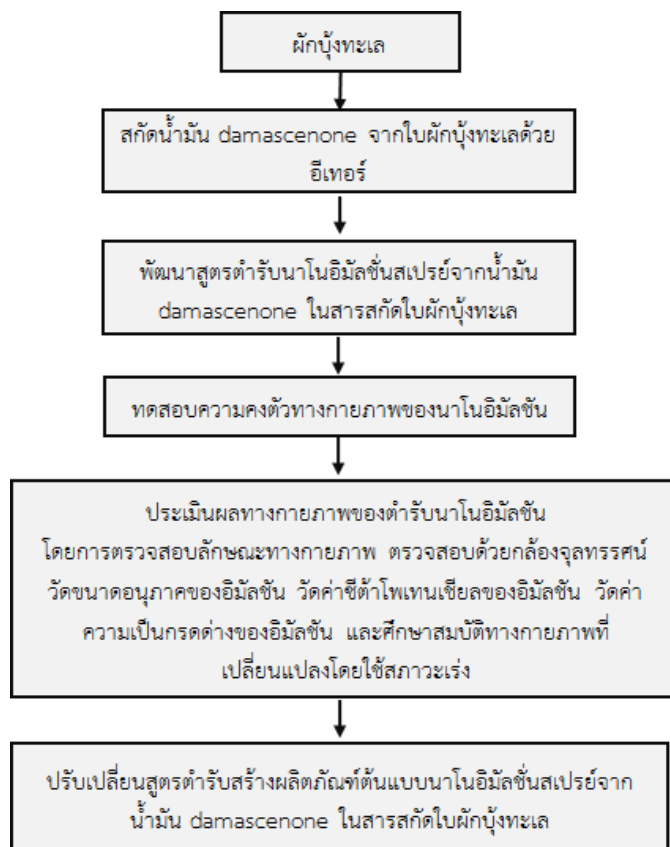 ผักบุ้งทะเล
สกัดน้ำมัน damascenone จากใบผักบุ้งทะเลด้วย
อีเทอร์
พัฒนาสูตรตำรับนาโนอิมัลชั่นสเปรย์จากน้ำมัน
damascenone ในสารสกัดใบผักบุ้งทะเล
ทดสอบความคงตัวทางกายภาพของนาโนอิมัลชัน
ประเมินผลทางกายภาพของตำรับนาโนอิมัลชัน
โดยการตรวจสอบลักษณะทางกายภาพ ตรวจสอบด้วยกล้องจุลทรรศน์
วัดขนาดอนุภาคของอิมัลชัน วัดค่าซีต้าโพเทนเชียลของอิมัลชัน วัดค่า
ความเป็นกรดด่างของอิมัลชัน และศึกษาสมบัติทางกายภาพที่
เปลี่ยนแปลงโดยใช้สภาวะเร่ง
ปรับเปลี่ยนสูตรตำรับสร้างผลิตภัณฑ์ต้นแบบนาโนอิมัลชั่นสเปรย์จาก
น้ำมัน damascenone ในสารสกัดใบผักบุ้งทะเล